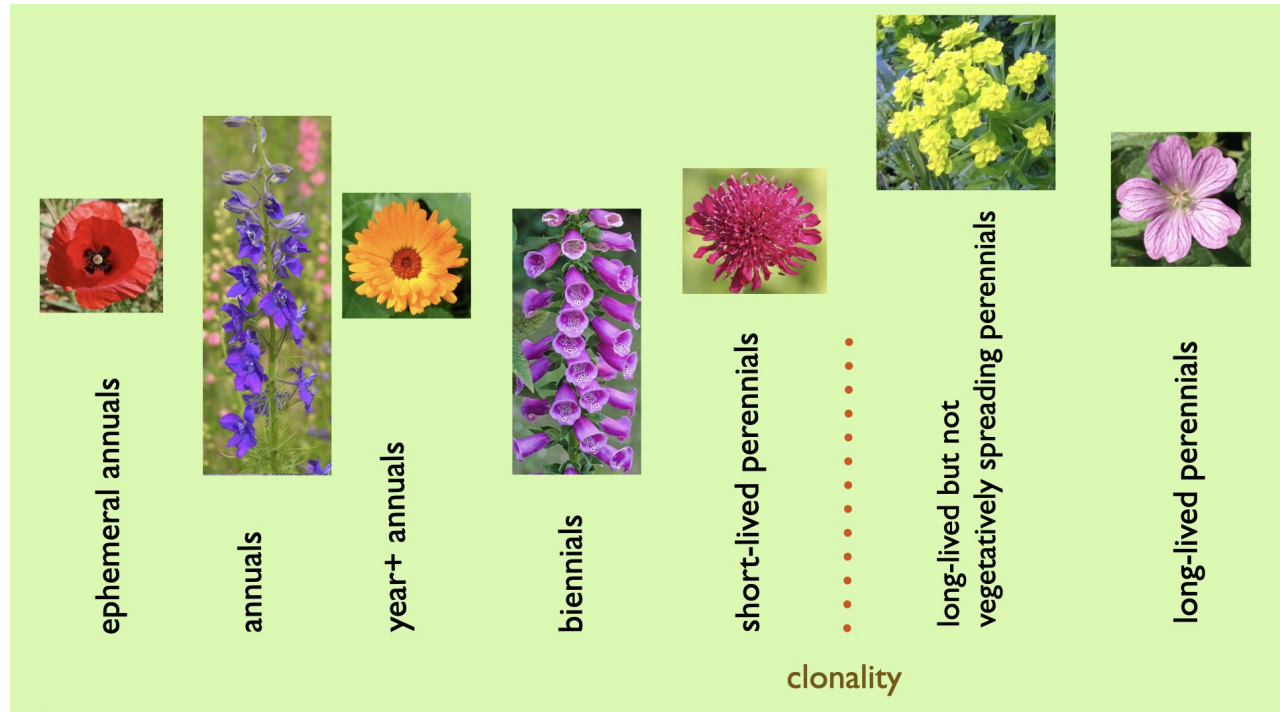 ephemeral annuals
annuals
year+ annuals
biennials
short-lived perennials
long-lived but not
vegetatively spreading perennials
long-lived perennials
clonality